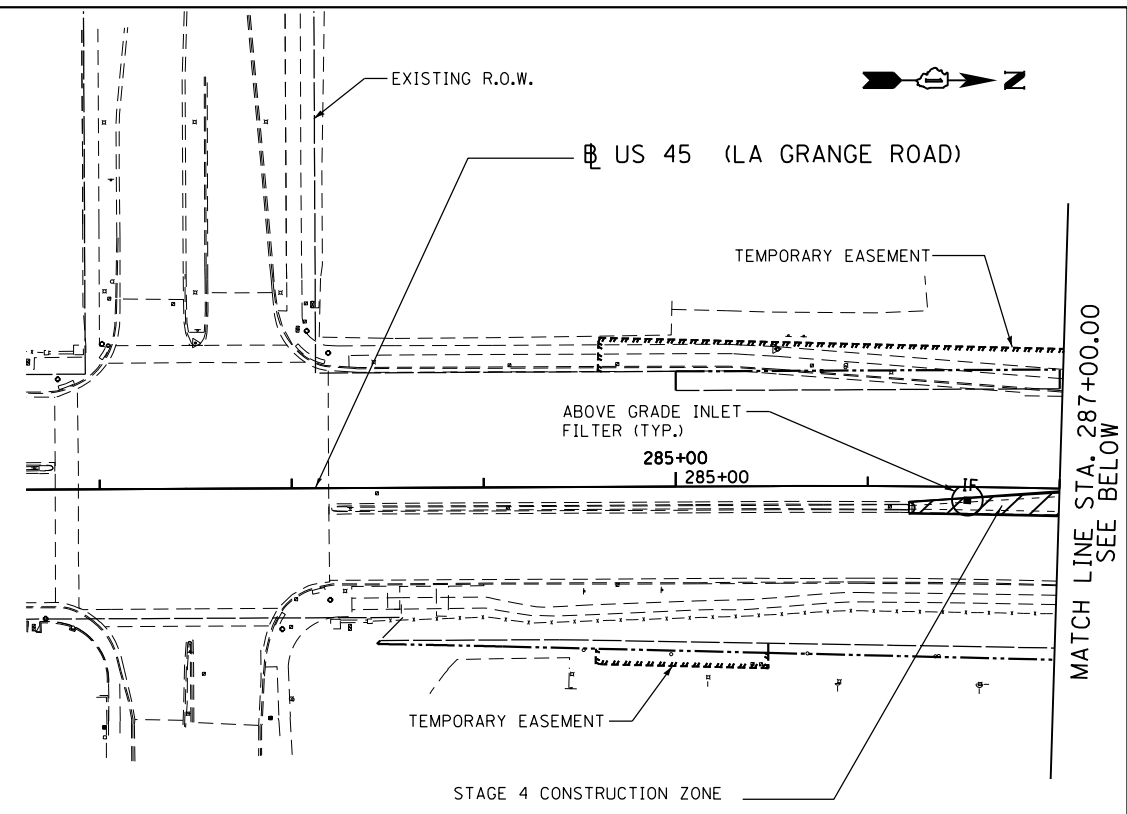 EXISTING R.O.W.
N
BL US 45 (LA GRANGE ROAD)
TEMPORARY EASEMENT
ABOVE GRADE INLET
FILTER (TYP.)
285+00
285+00
IF
MATCH LINE STA. 287+00.00
SEE BELOW
TEMPORARY EASEMENT
STAGE 4 CONSTRUCTION ZONE